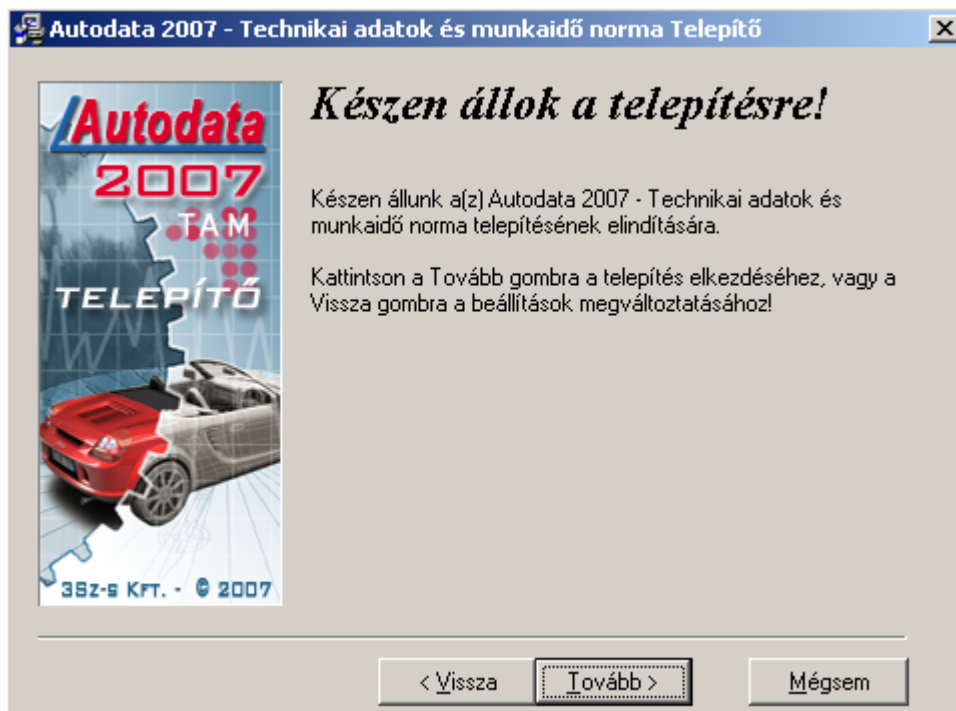 Autodata 2007 - Technikai adatok és munkaidő norma Telepítő
Autodata
2007
TAM
TELEPÍTŐ
3Sz-s Kft. - © 2007
Készen állok a telepítésre!
Készen állunk a(z) Autodata 2007 - Technikai adatok és
munkaidő norma telepítésének elindítására.
Kattintson a Tovább gombra a telepítés elkezdéséhez, vagy a
Vissza gombra a beállítások megváltoztatásához!
< Vissza
Tovább >
Mégsem